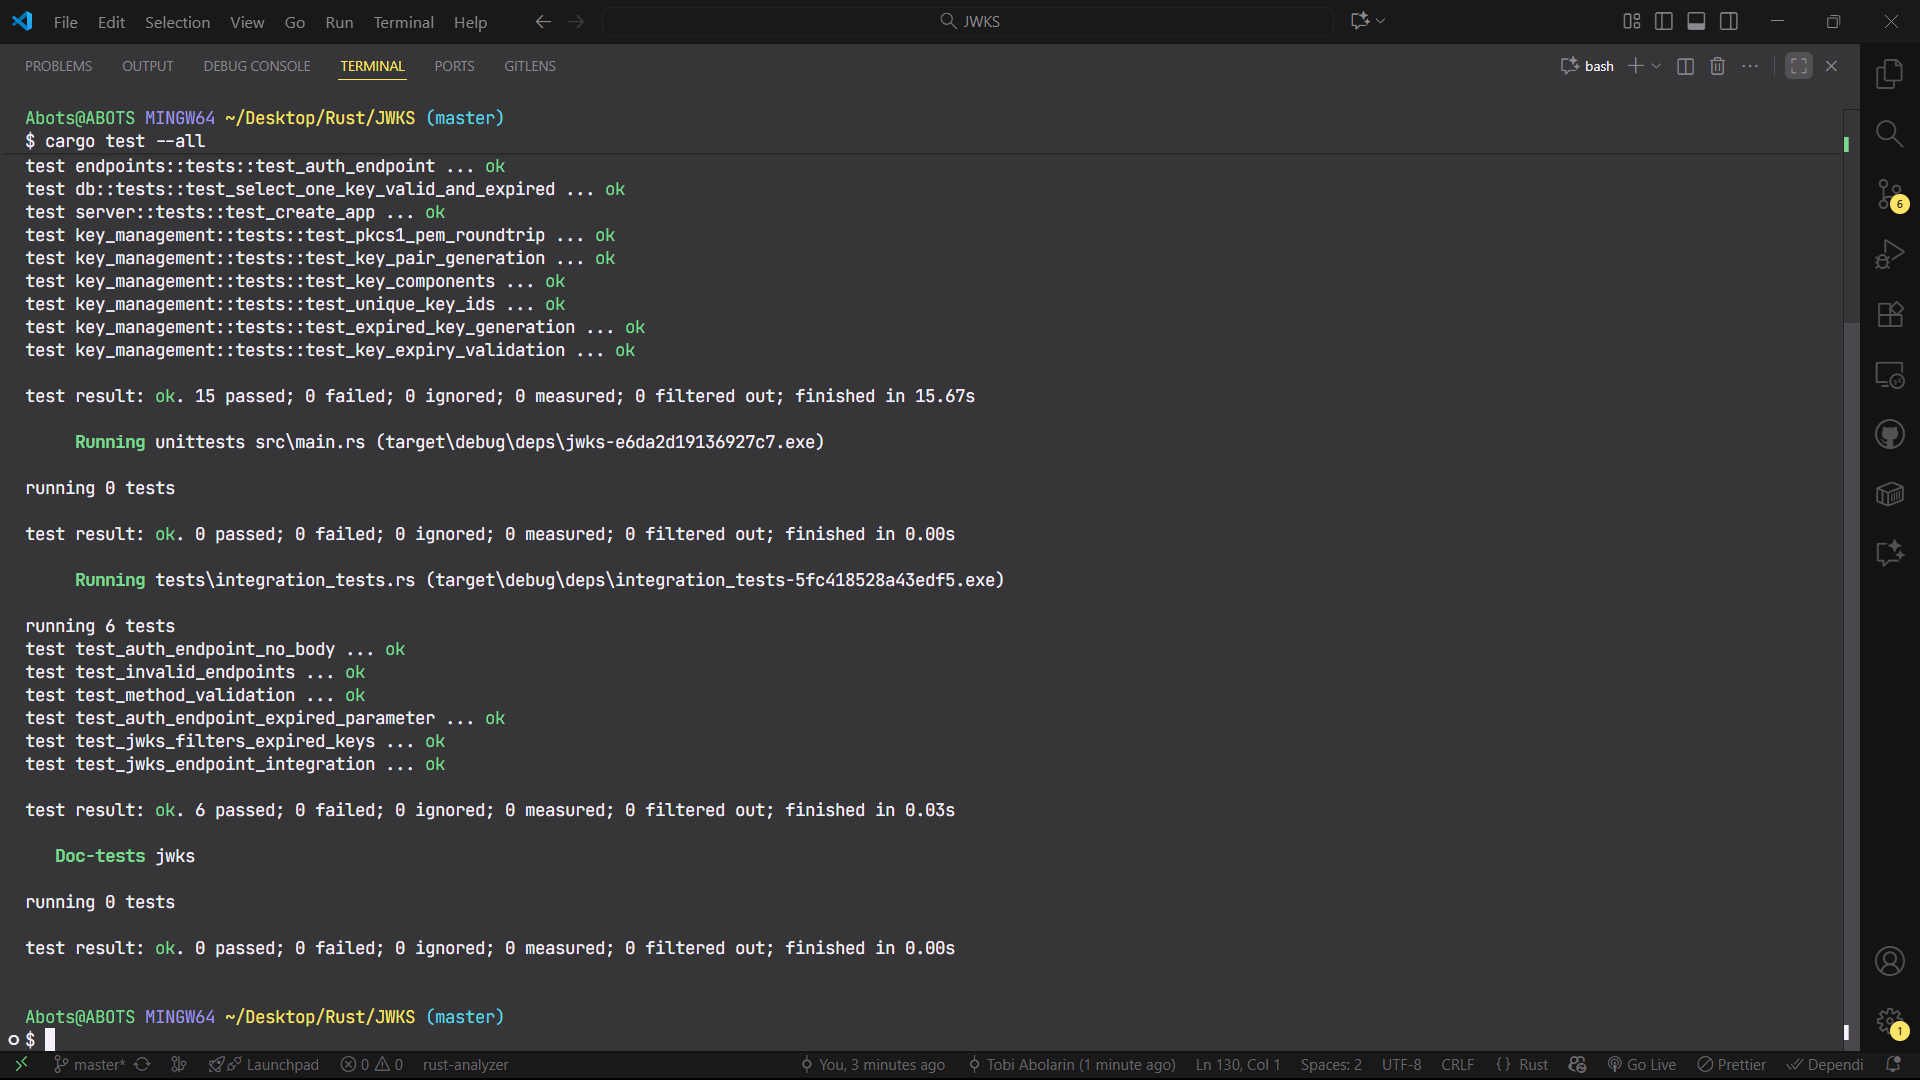 File Edit Selection View Go Run Terminal Help JWKS
PROBLEMS OUTPUT DEBUG CONSOLE TERMINAL PORTS GITLENS bash
Abots@ABOTS MINGW64 ~/Desktop/Rust/JWKS (master)
$ cargo test --all
test endpoints::tests::test_auth_endpoint ... ok
test db::tests::test_select_one_key_valid_and_expired ... ok
test server::tests::test_create_app ... ok
test key_management::tests::test_pkcs1_pem_roundtrip ... ok
test key_management::tests::test_key_pair_generation ... ok
test key_management::tests::test_key_components ... ok
test key_management::tests::test_unique_key_ids ... ok
test key_management::tests::test_expired_key_generation ... ok
test key_management::tests::test_key_expiry_validation ... ok
test result: ok. 15 passed; 0 failed; 0 ignored; 0 measured; 0 filtered out; finished in 15.67s
Running unittests src\main.rs (target\debug\deps\jwks-e6da2d19136927c7.exe)
running 0 tests
test result: ok. 0 passed; 0 failed; 0 ignored; 0 measured; 0 filtered out; finished in 0.00s
Running tests\integration_tests.rs (target\debug\deps\integration_tests-5fc418528a43edf5.exe)
running 6 tests
test test_auth_endpoint_no_body ... ok
test test_invalid_endpoints ... ok
test test_method_validation ... ok
test test_auth_endpoint_expired_parameter ... ok
test test_jwks_filters_expired_keys ... ok
test test_jwks_endpoint_integration ... ok
test result: ok. 6 passed; 0 failed; 0 ignored; 0 measured; 0 filtered out; finished in 0.03s
Doc-tests jwks
running 0 tests
test result: ok. 0 passed; 0 failed; 0 ignored; 0 measured; 0 filtered out; finished in 0.00s
Abots@ABOTS MINGW64 ~/Desktop/Rust/JWKS (master)
$
master* Launchpad 0 0 rust-analyzer You, 3 minutes ago Tobi Abolarin (1 minute ago) Ln 130, Col 1 Spaces: 2 UTF-8 CRLF {} Rust Go Live Prettier Dependi
6
1